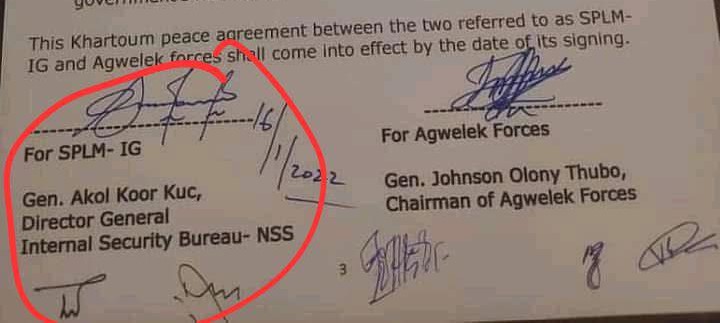 This Khartoum peace agreement between the two referred to as SPLM-
IG and Agwelek forces shall come into effect by the date of its signing.
16/1/2022
For SPLM- IG
For Agwelek Forces
Gen. Akol Koor Kuc,
Director General
Internal Security Bureau- NSS
Gen. Johnson Olony Thubo,
Chairman of Agwelek Forces
3